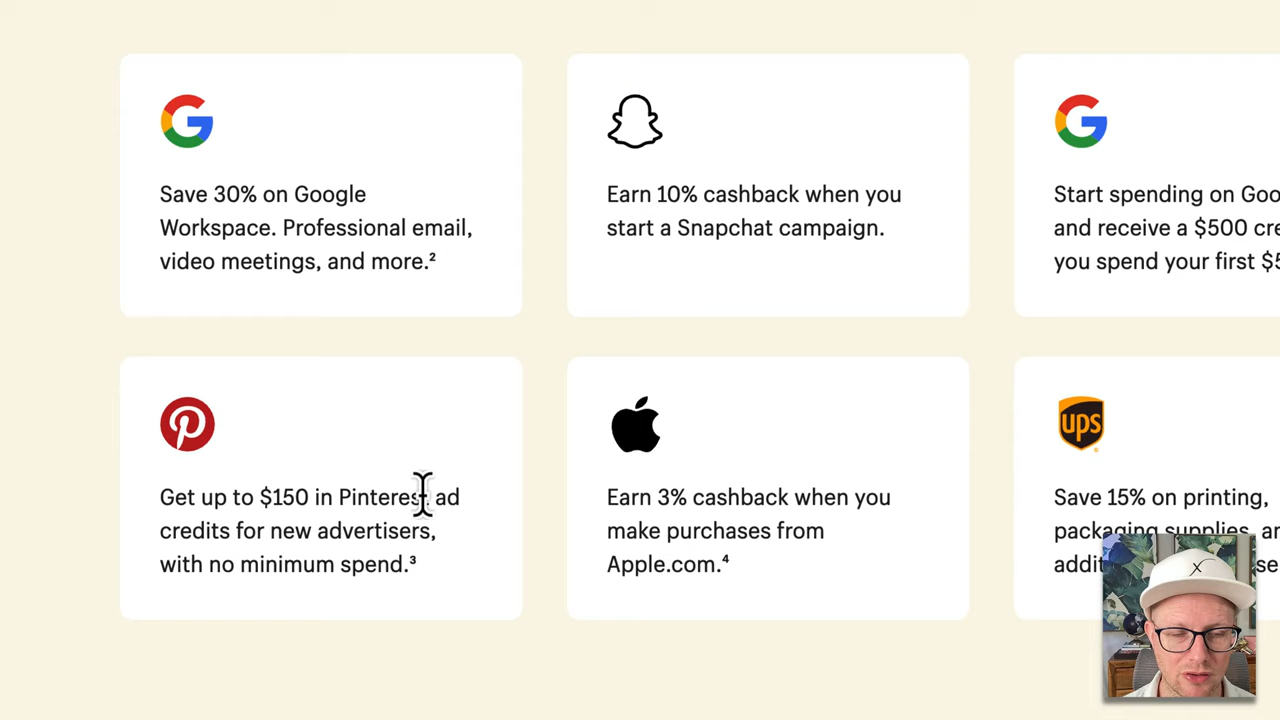 Save 30% on Google
Workspace. Professional email,
video meetings, and more.²
Earn 10% cashback when you
start a Snapchat campaign.
Start spending on
and receive a $500
you spend your first
Get up to $150 in Pinterest ad
credits for new advertisers,
with no minimum spend.³
Earn 3% cashback when you
make purchases from
Apple.com.⁴
ups
Save 15% on printing,
packaging supplies,
X